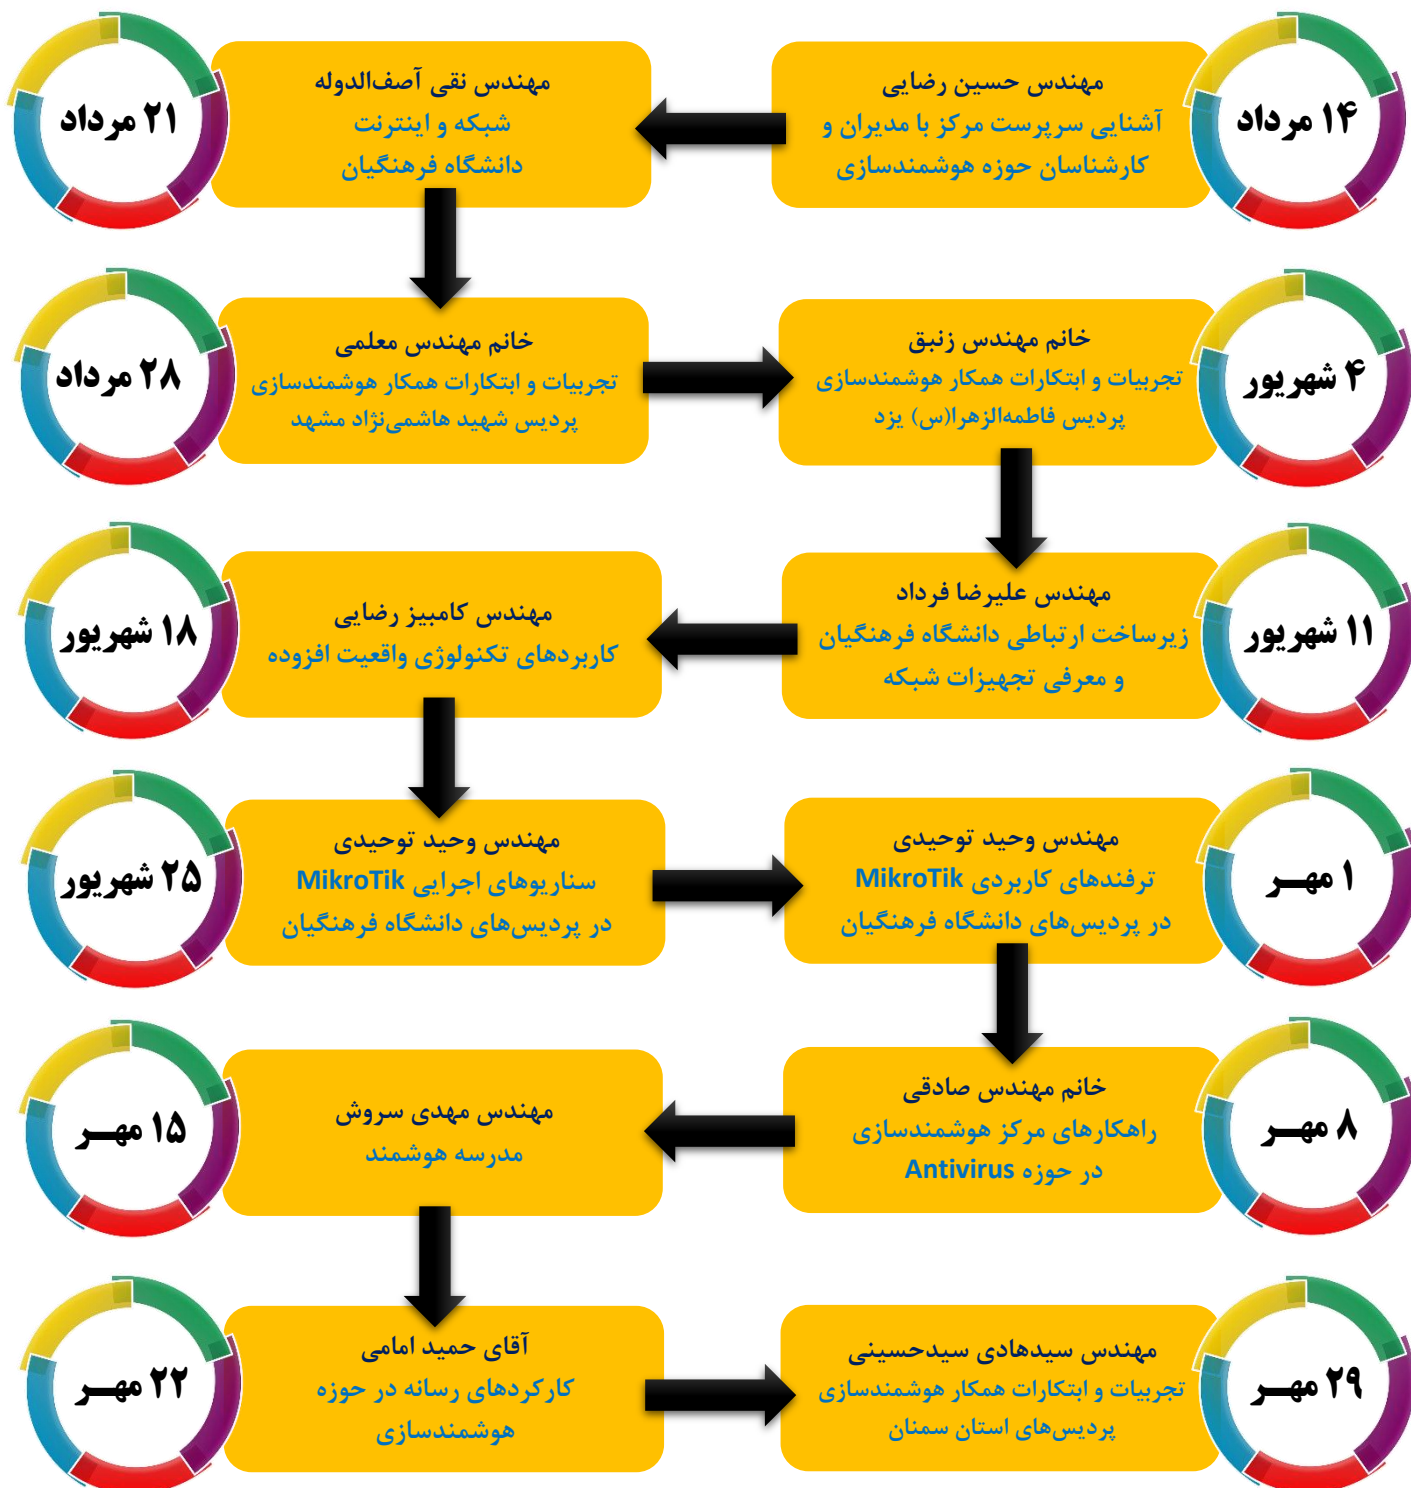 ۱۴ مرداد
مهندس حسین رضایی
آشنایی سرپرست مرکز با مدیران و
کارشناسان حوزه هوشمندسازی
۲۱ مرداد
مهندس نقی آصف‌الدوله
شبکه و اینترنت
دانشگاه فرهنگیان
۲۸ مرداد
خانم مهندس معلمی
تجربیات و ابتکارات همکار هوشمندسازی
پردیس شهید هاشمی‌نژاد مشهد
۴ شهریور
خانم مهندس زنبق
تجربیات و ابتکارات همکار هوشمندسازی
پردیس فاطمه‌الزهرا(س) یزد
۱۱ شهریور
مهندس علیرضا فرداد
زیرساخت ارتباطی دانشگاه فرهنگیان
و معرفی تجهیزات شبکه
۱۸ شهریور
مهندس کامبیز رضایی
کاربردهای تکنولوژی واقعیت افزوده
۲۵ شهریور
مهندس وحید توحیدی
سناریوهای اجرایی MikroTik
در پردیس‌های دانشگاه فرهنگیان
۱ مهـر
مهندس وحید توحیدی
ترفندهای کاربردی MikroTik
در پردیس‌های دانشگاه فرهنگیان
۸ مهـر
خانم مهندس صادقی
راهکارهای مرکز هوشمندسازی
در حوزه Antivirus
۱۵ مهـر
مهندس مهدی سروش
مدرسه هوشمند
۲۲ مهـر
آقای حمید امامی
کارکردهای رسانه در حوزه
هوشمندسازی
۲۹ مهـر
مهندس سیدهادی سیدحسینی
تجربیات و ابتکارات همکار هوشمندسازی
پردیس‌های استان سمنان